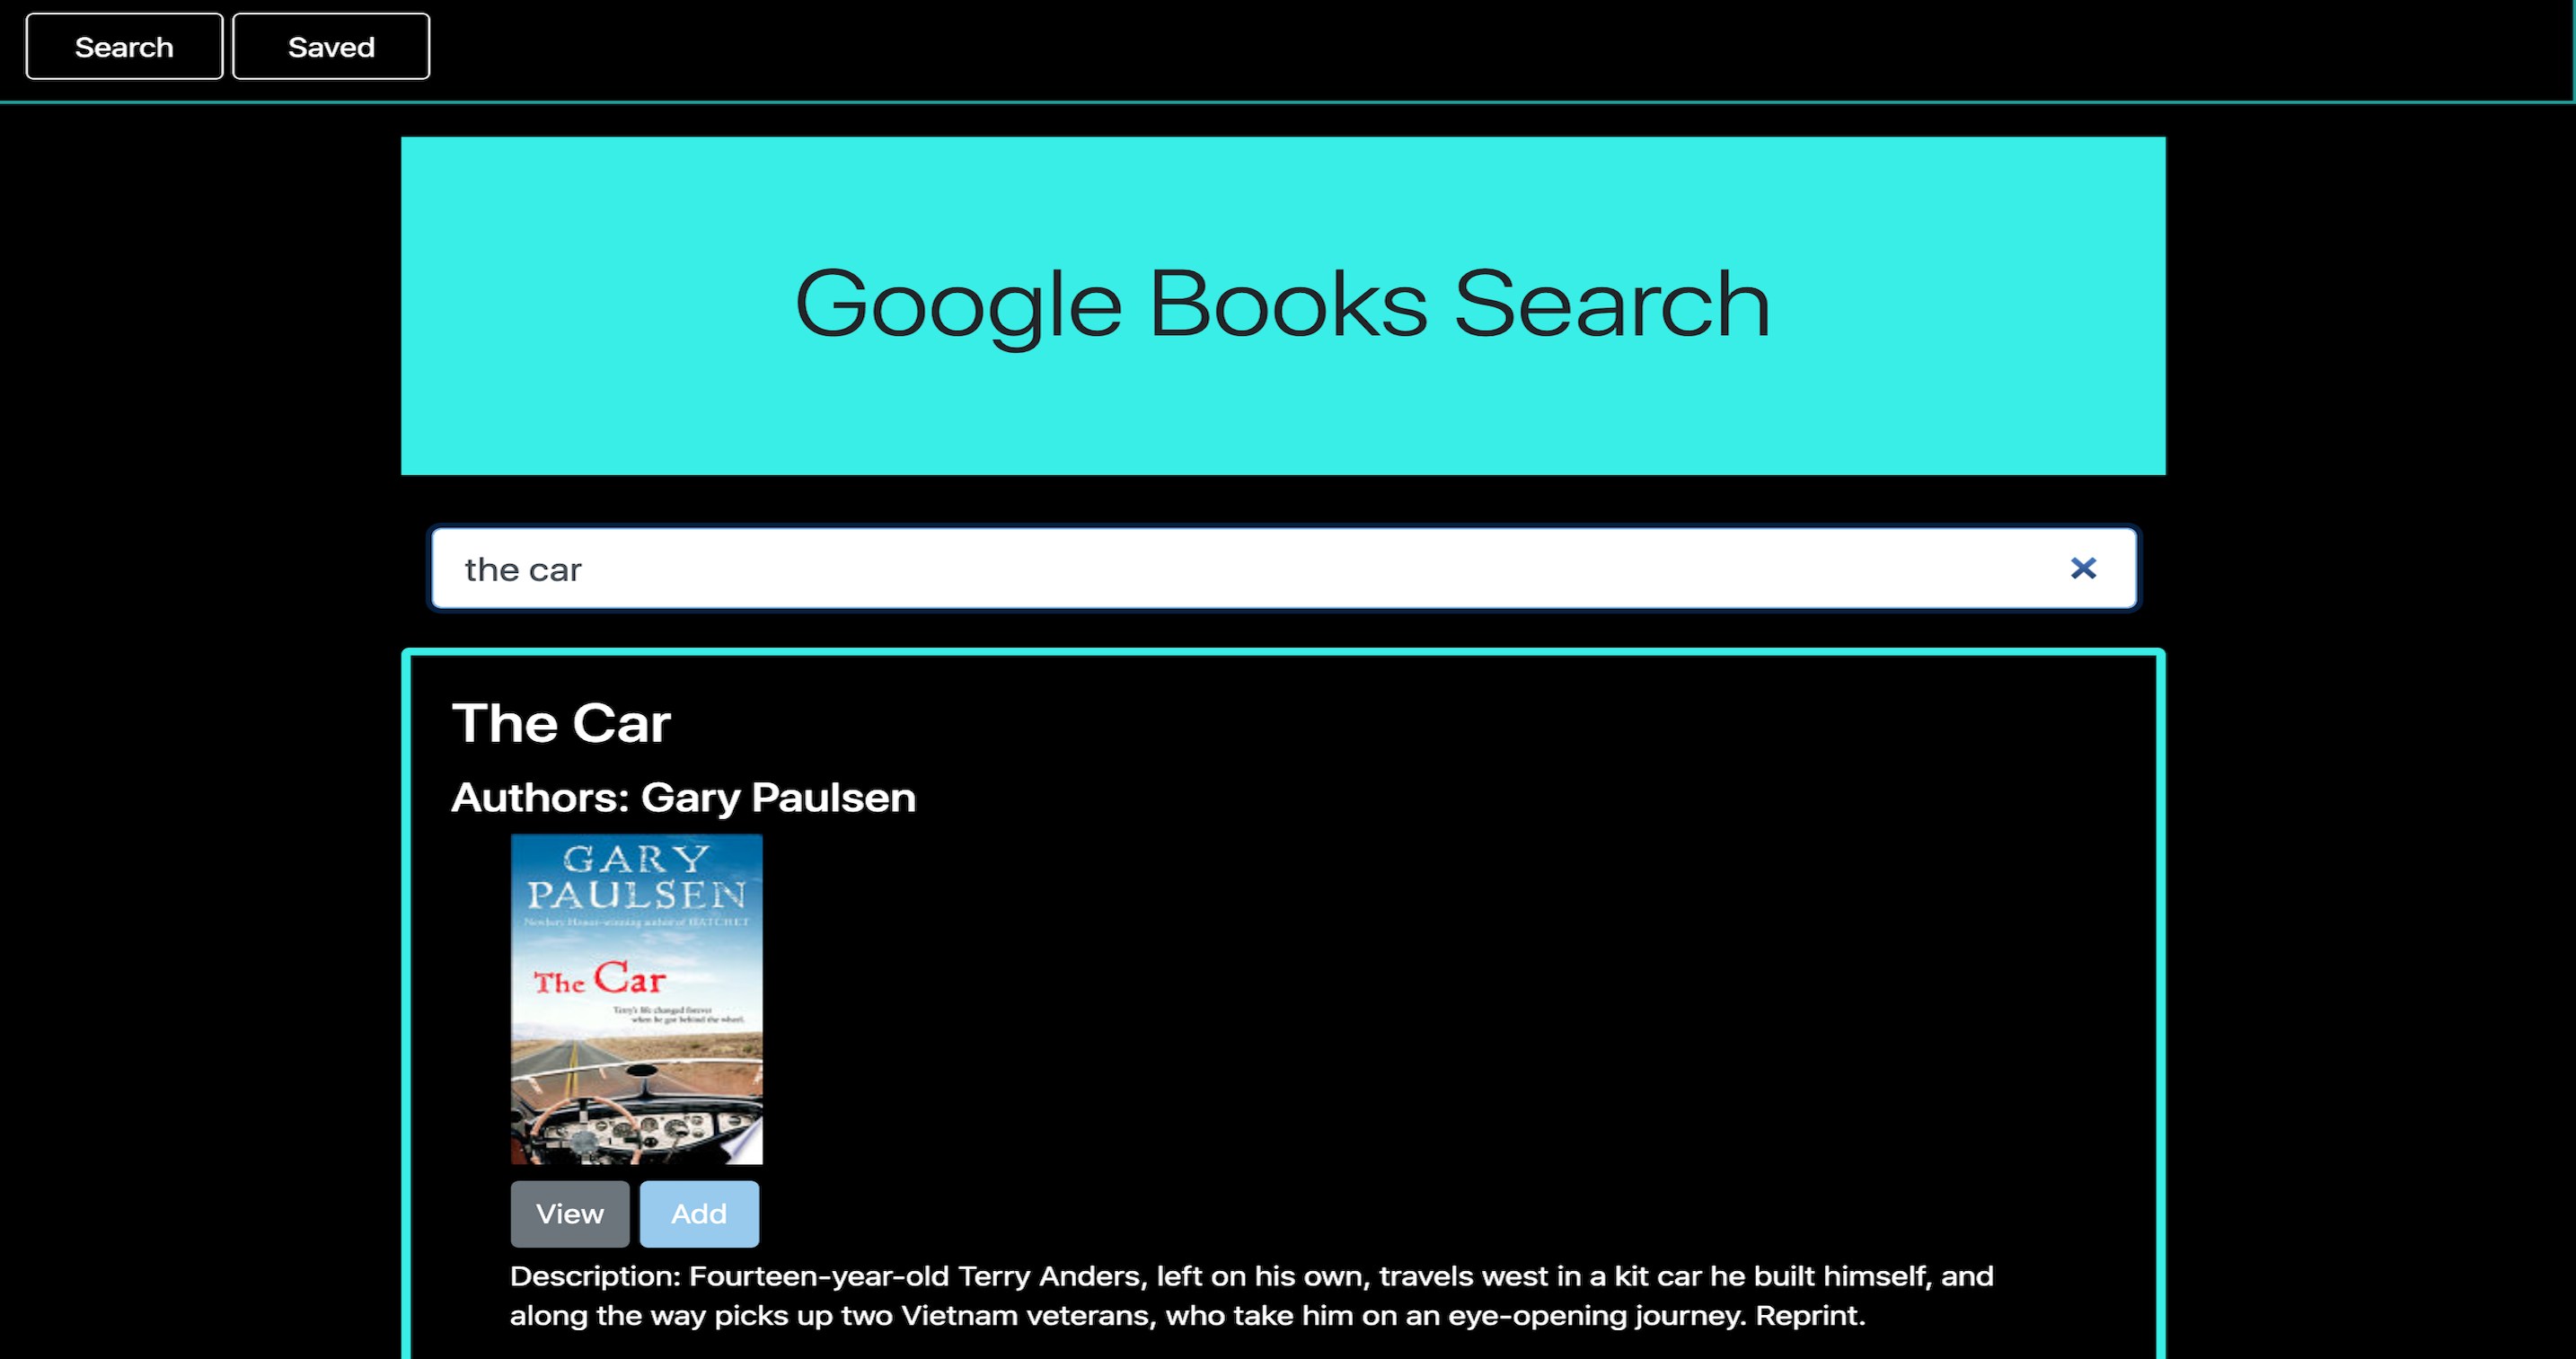 Search Saved
Google Books Search
the car
The Car
Authors: Gary Paulsen
GARY
PAULSEN
Newbery Honor-winning author of HATCHET
The Car
Terry's life changed forever
when he got behind the wheel.
View Add
Description: Fourteen-year-old Terry Anders, left on his own, travels west in a kit car he built himself, and
along the way picks up two Vietnam veterans, who take him on an eye-opening journey. Reprint.